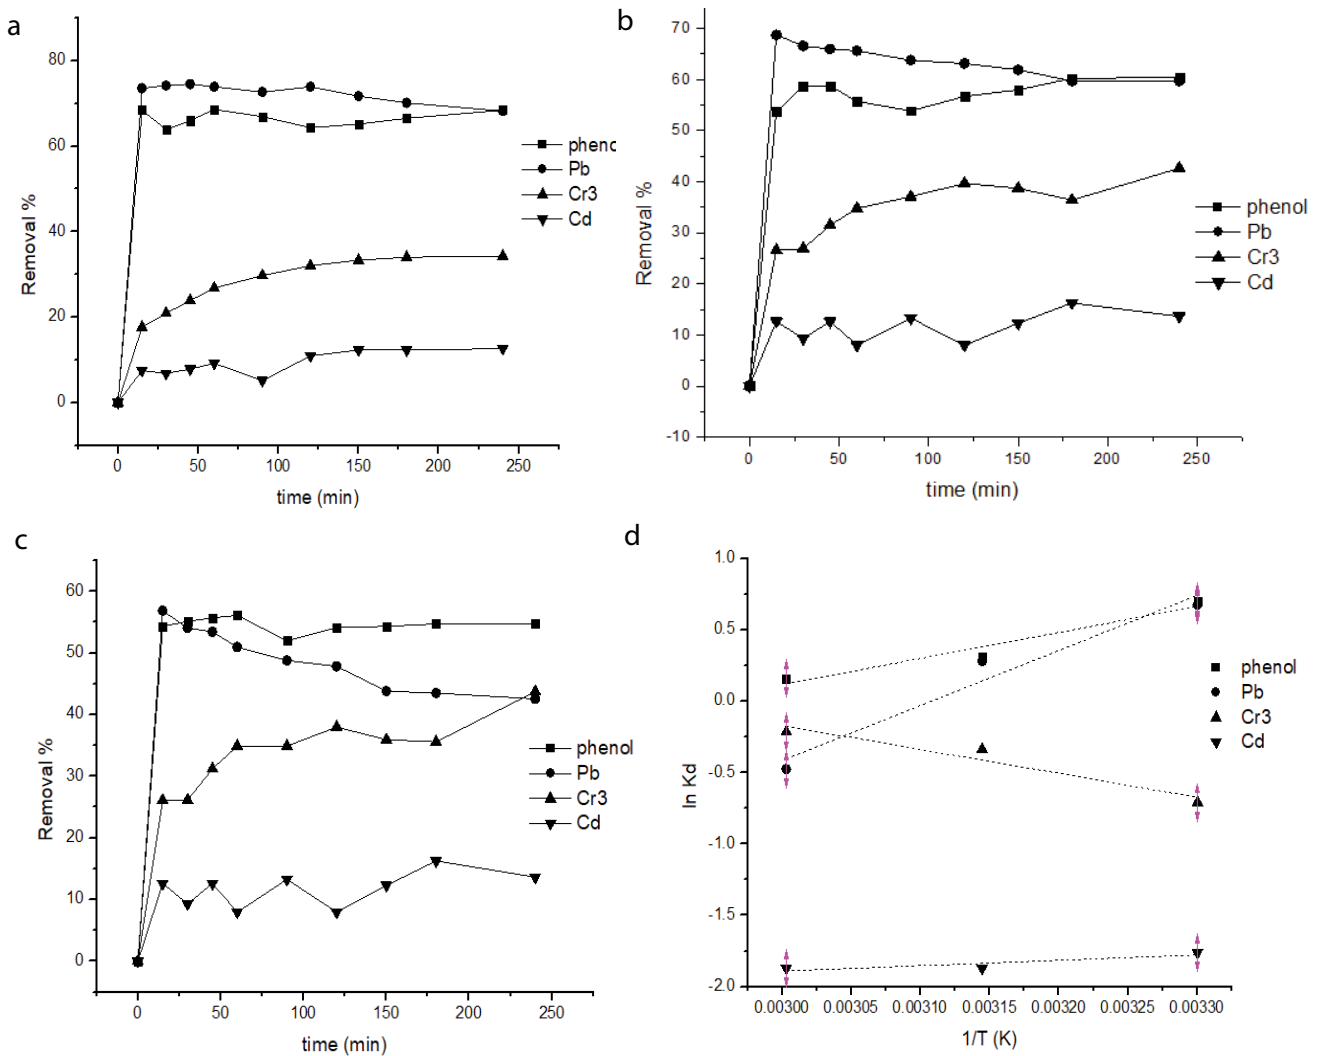 a
80
60
40
20
0
Removal %
0 50 100 150 200 250
time (min)
phenc
Pb
Cr3
Cd
b
70
60
50
40
30
20
10
0
-10
Removal %
0 50 100 150 200 250
time (min)
phenol
Pb
Cr3
Cd
c
60
50
40
30
20
10
0
Removal %
0 50 100 150 200 250
time (min)
phenol
Pb
Cr3
Cd
d
1.0
0.5
0.0
-0.5
-1.0
-1.5
-2.0
ln Kd
0.00300 0.00305 0.00310 0.00315 0.00320 0.00325 0.00330
1/T (K)
phenol
Pb
Cr3
Cd